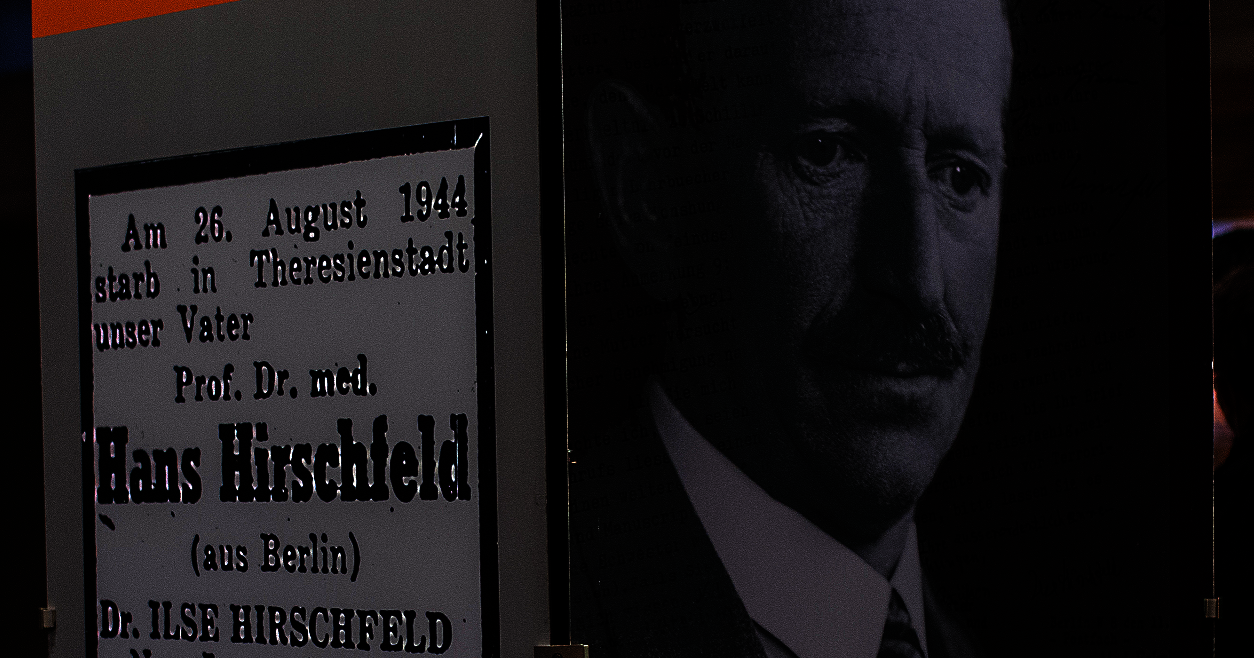 Am 26. August 1944
starb in Theresienstadt
unser Vater
Prof. Dr. med.
Hans Hirschfeld
(aus Berlin)
Dr. ILSE HIRSCHFELD